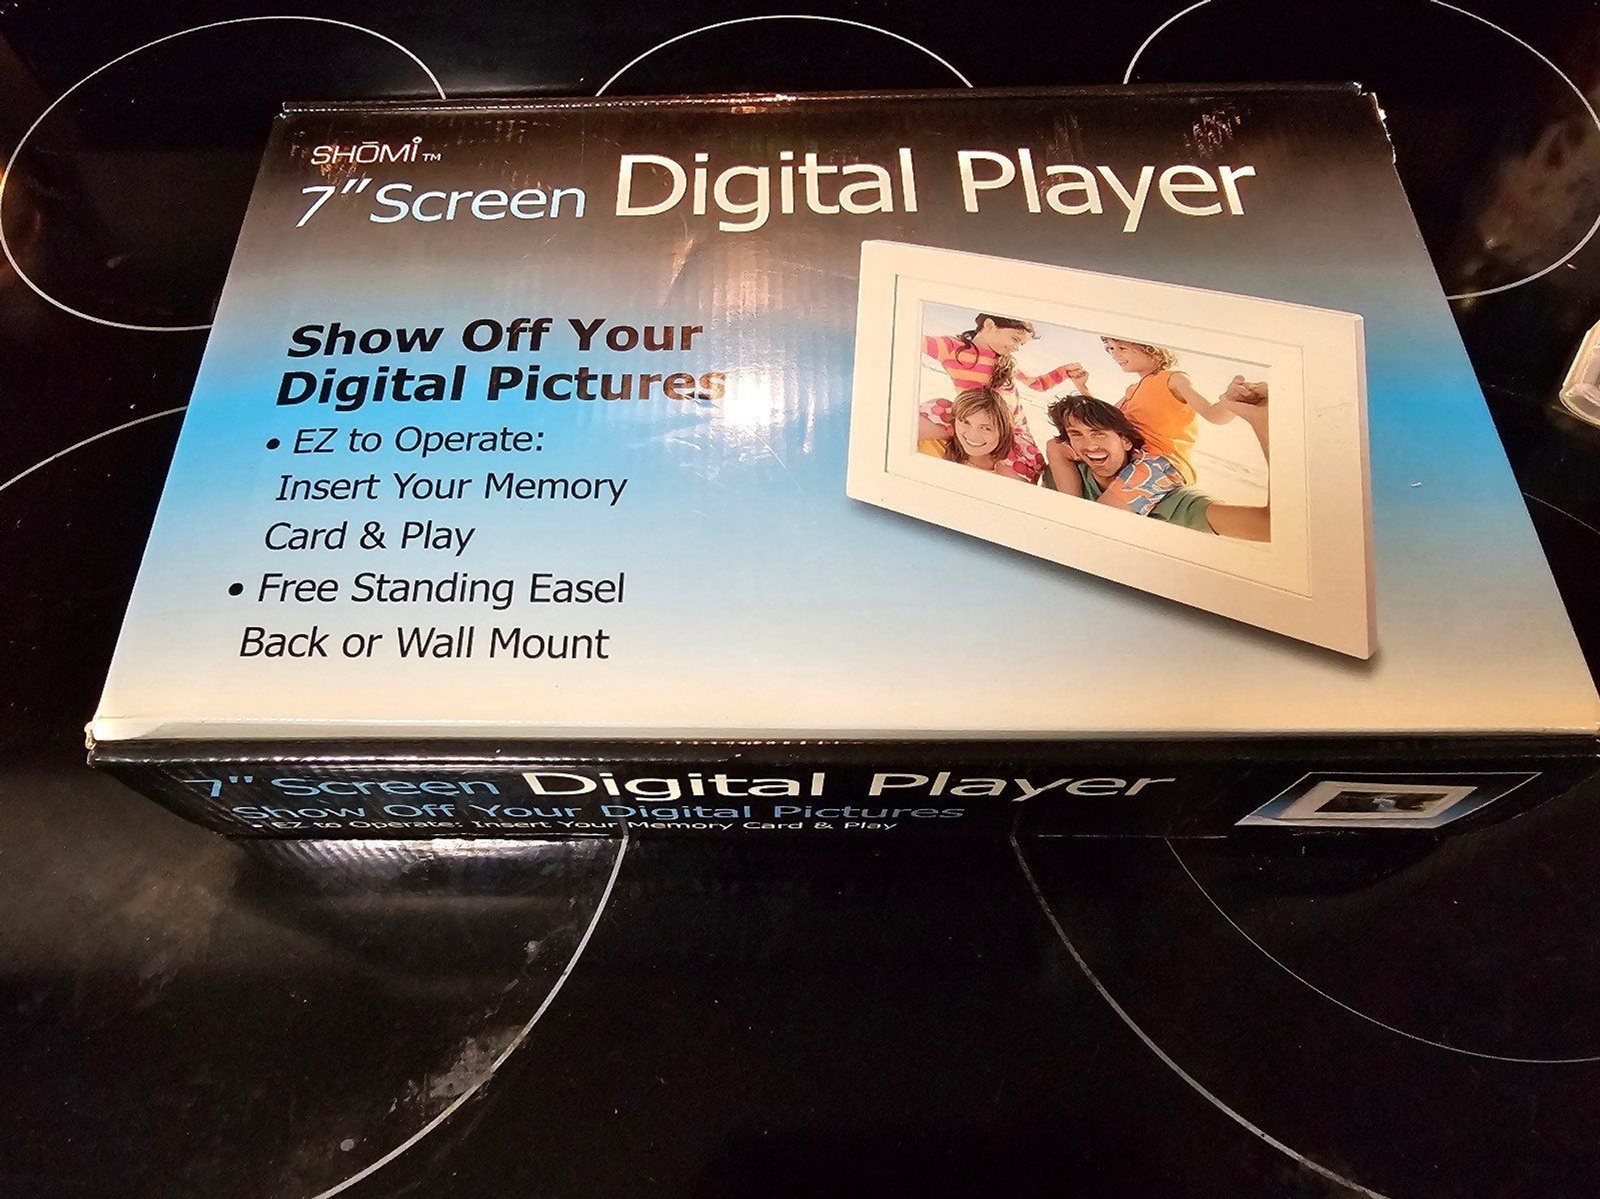 SHŌMi™
7" Screen Digital Player
Show Off Your
Digital Pictures
• EZ to Operate:
Insert Your Memory
Card & Play
• Free Standing Easel
Back or Wall Mount
7" Screen Digital Player
Show Off Your Digital Pictures
• EZ to Operate: Insert Your Memory Card & Play